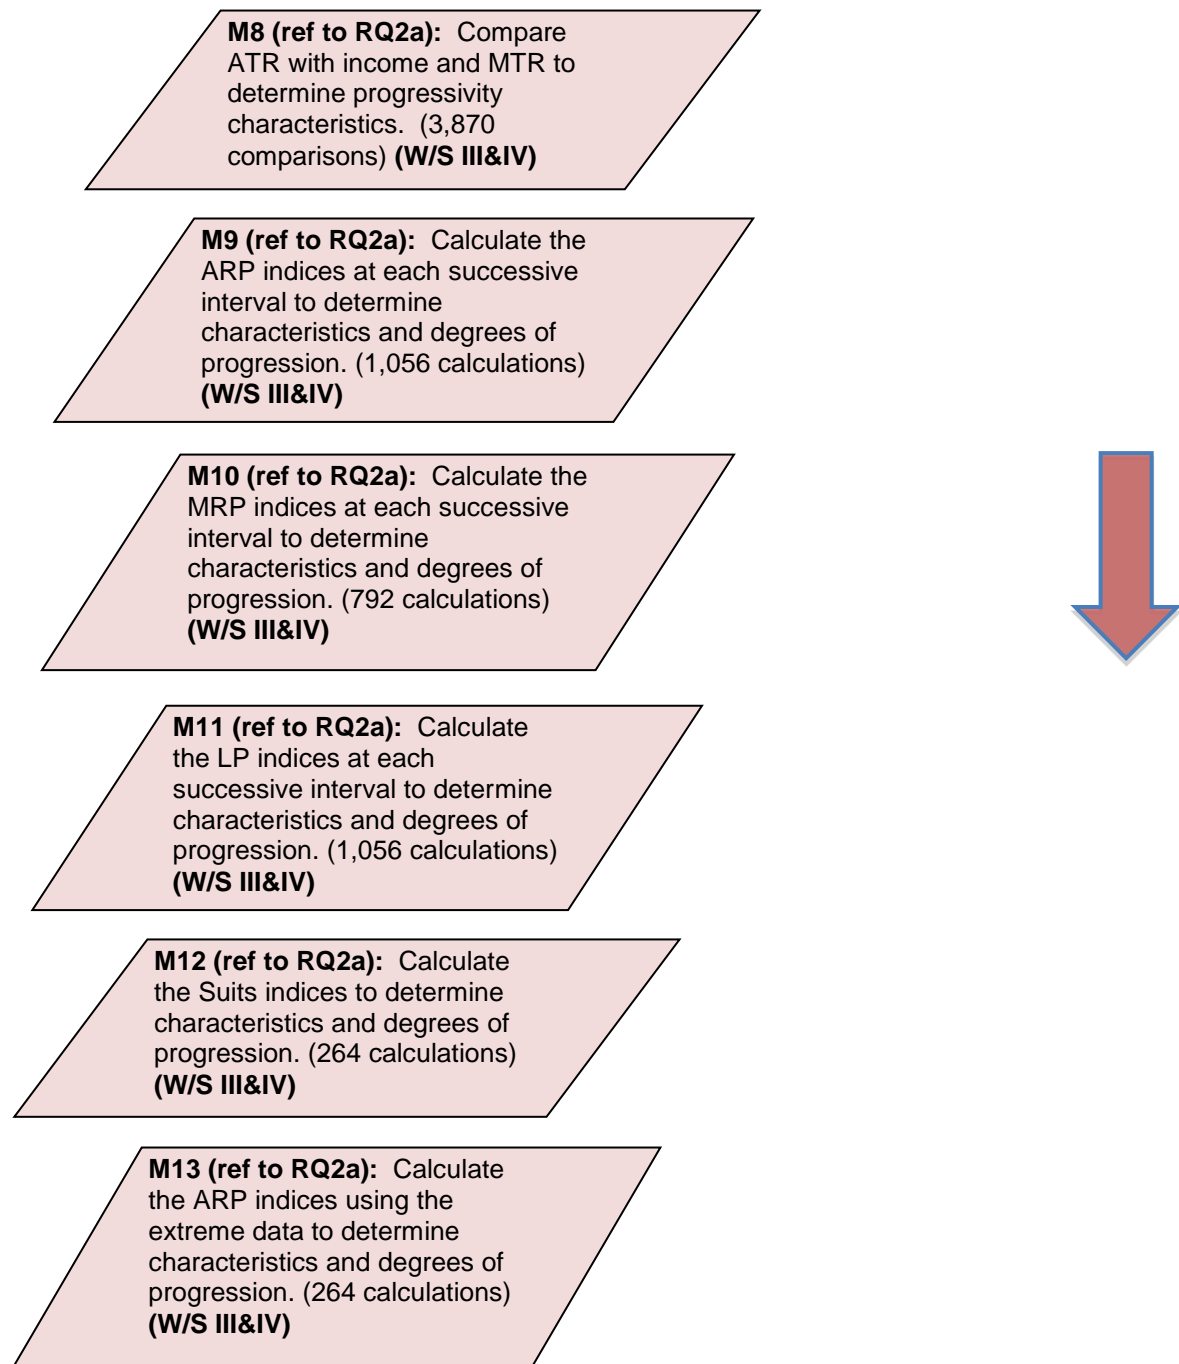 M8 (ref to RQ2a):  Compare
ATR with income and MTR to
determine progressivity
characteristics.  (3,870
comparisons) (W/S III&IV)
M9 (ref to RQ2a):  Calculate the
ARP indices at each successive
interval to determine
characteristics and degrees of
progression. (1,056 calculations)
(W/S III&IV)
M10 (ref to RQ2a):  Calculate the
MRP indices at each successive
interval to determine
characteristics and degrees of
progression. (792 calculations)
(W/S III&IV)
M11 (ref to RQ2a):  Calculate
the LP indices at each
successive interval to determine
characteristics and degrees of
progression. (1,056 calculations)
(W/S III&IV)
M12 (ref to RQ2a):  Calculate
the Suits indices to determine
characteristics and degrees of
progression. (264 calculations)
(W/S III&IV)
M13 (ref to RQ2a):  Calculate
the ARP indices using the
extreme data to determine
characteristics and degrees of
progression. (264 calculations)
(W/S III&IV)